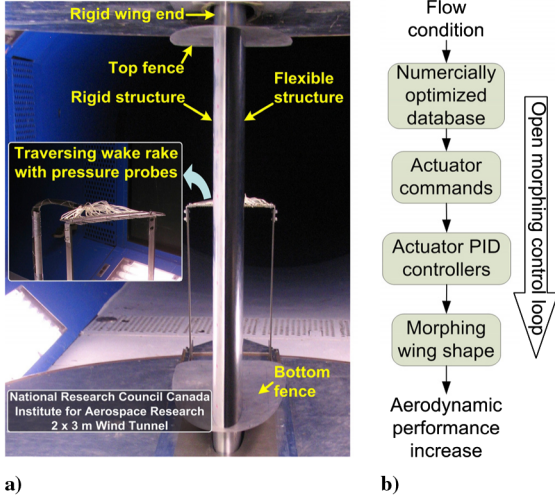 Rigid wing end
Top fence
Rigid structure
Flexible
structure
Traversing wake rake
with pressure probes
Bottom
fence
National Research Council Canada
Institute for Aerospace Research
2 x 3 m Wind Tunnel
a)
Flow
condition
Numercially
optimized
database
Actuator
commands
Actuator PID
controllers
Morphing
wing shape
Aerodynamic
performance
increase
Open morphing control loop
b)